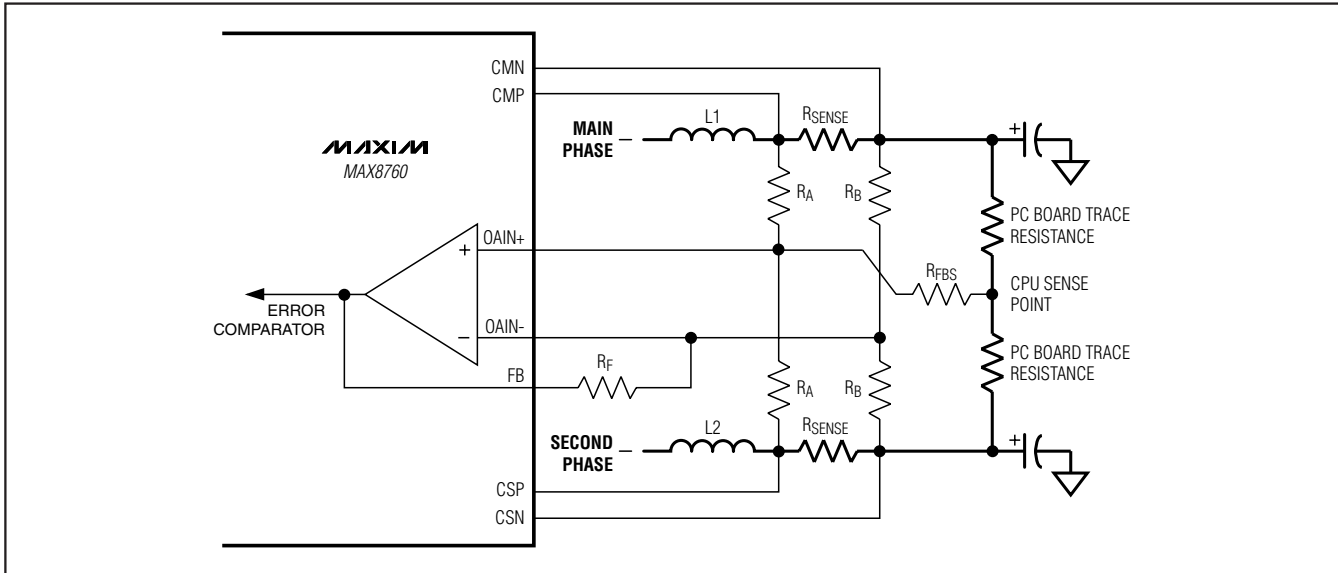 CMN
CMP
MAXIM
MAX8760
MAIN
PHASE
L1
RSENSE
+
RA
RB
PC BOARD TRACE
RESISTANCE
OAIN+
+
RFBS
CPU SENSE
POINT
ERROR
COMPARATOR
OAIN-
−
FB
RF
RA
RB
PC BOARD TRACE
RESISTANCE
SECOND
PHASE
L2
RSENSE
+
CSP
CSN